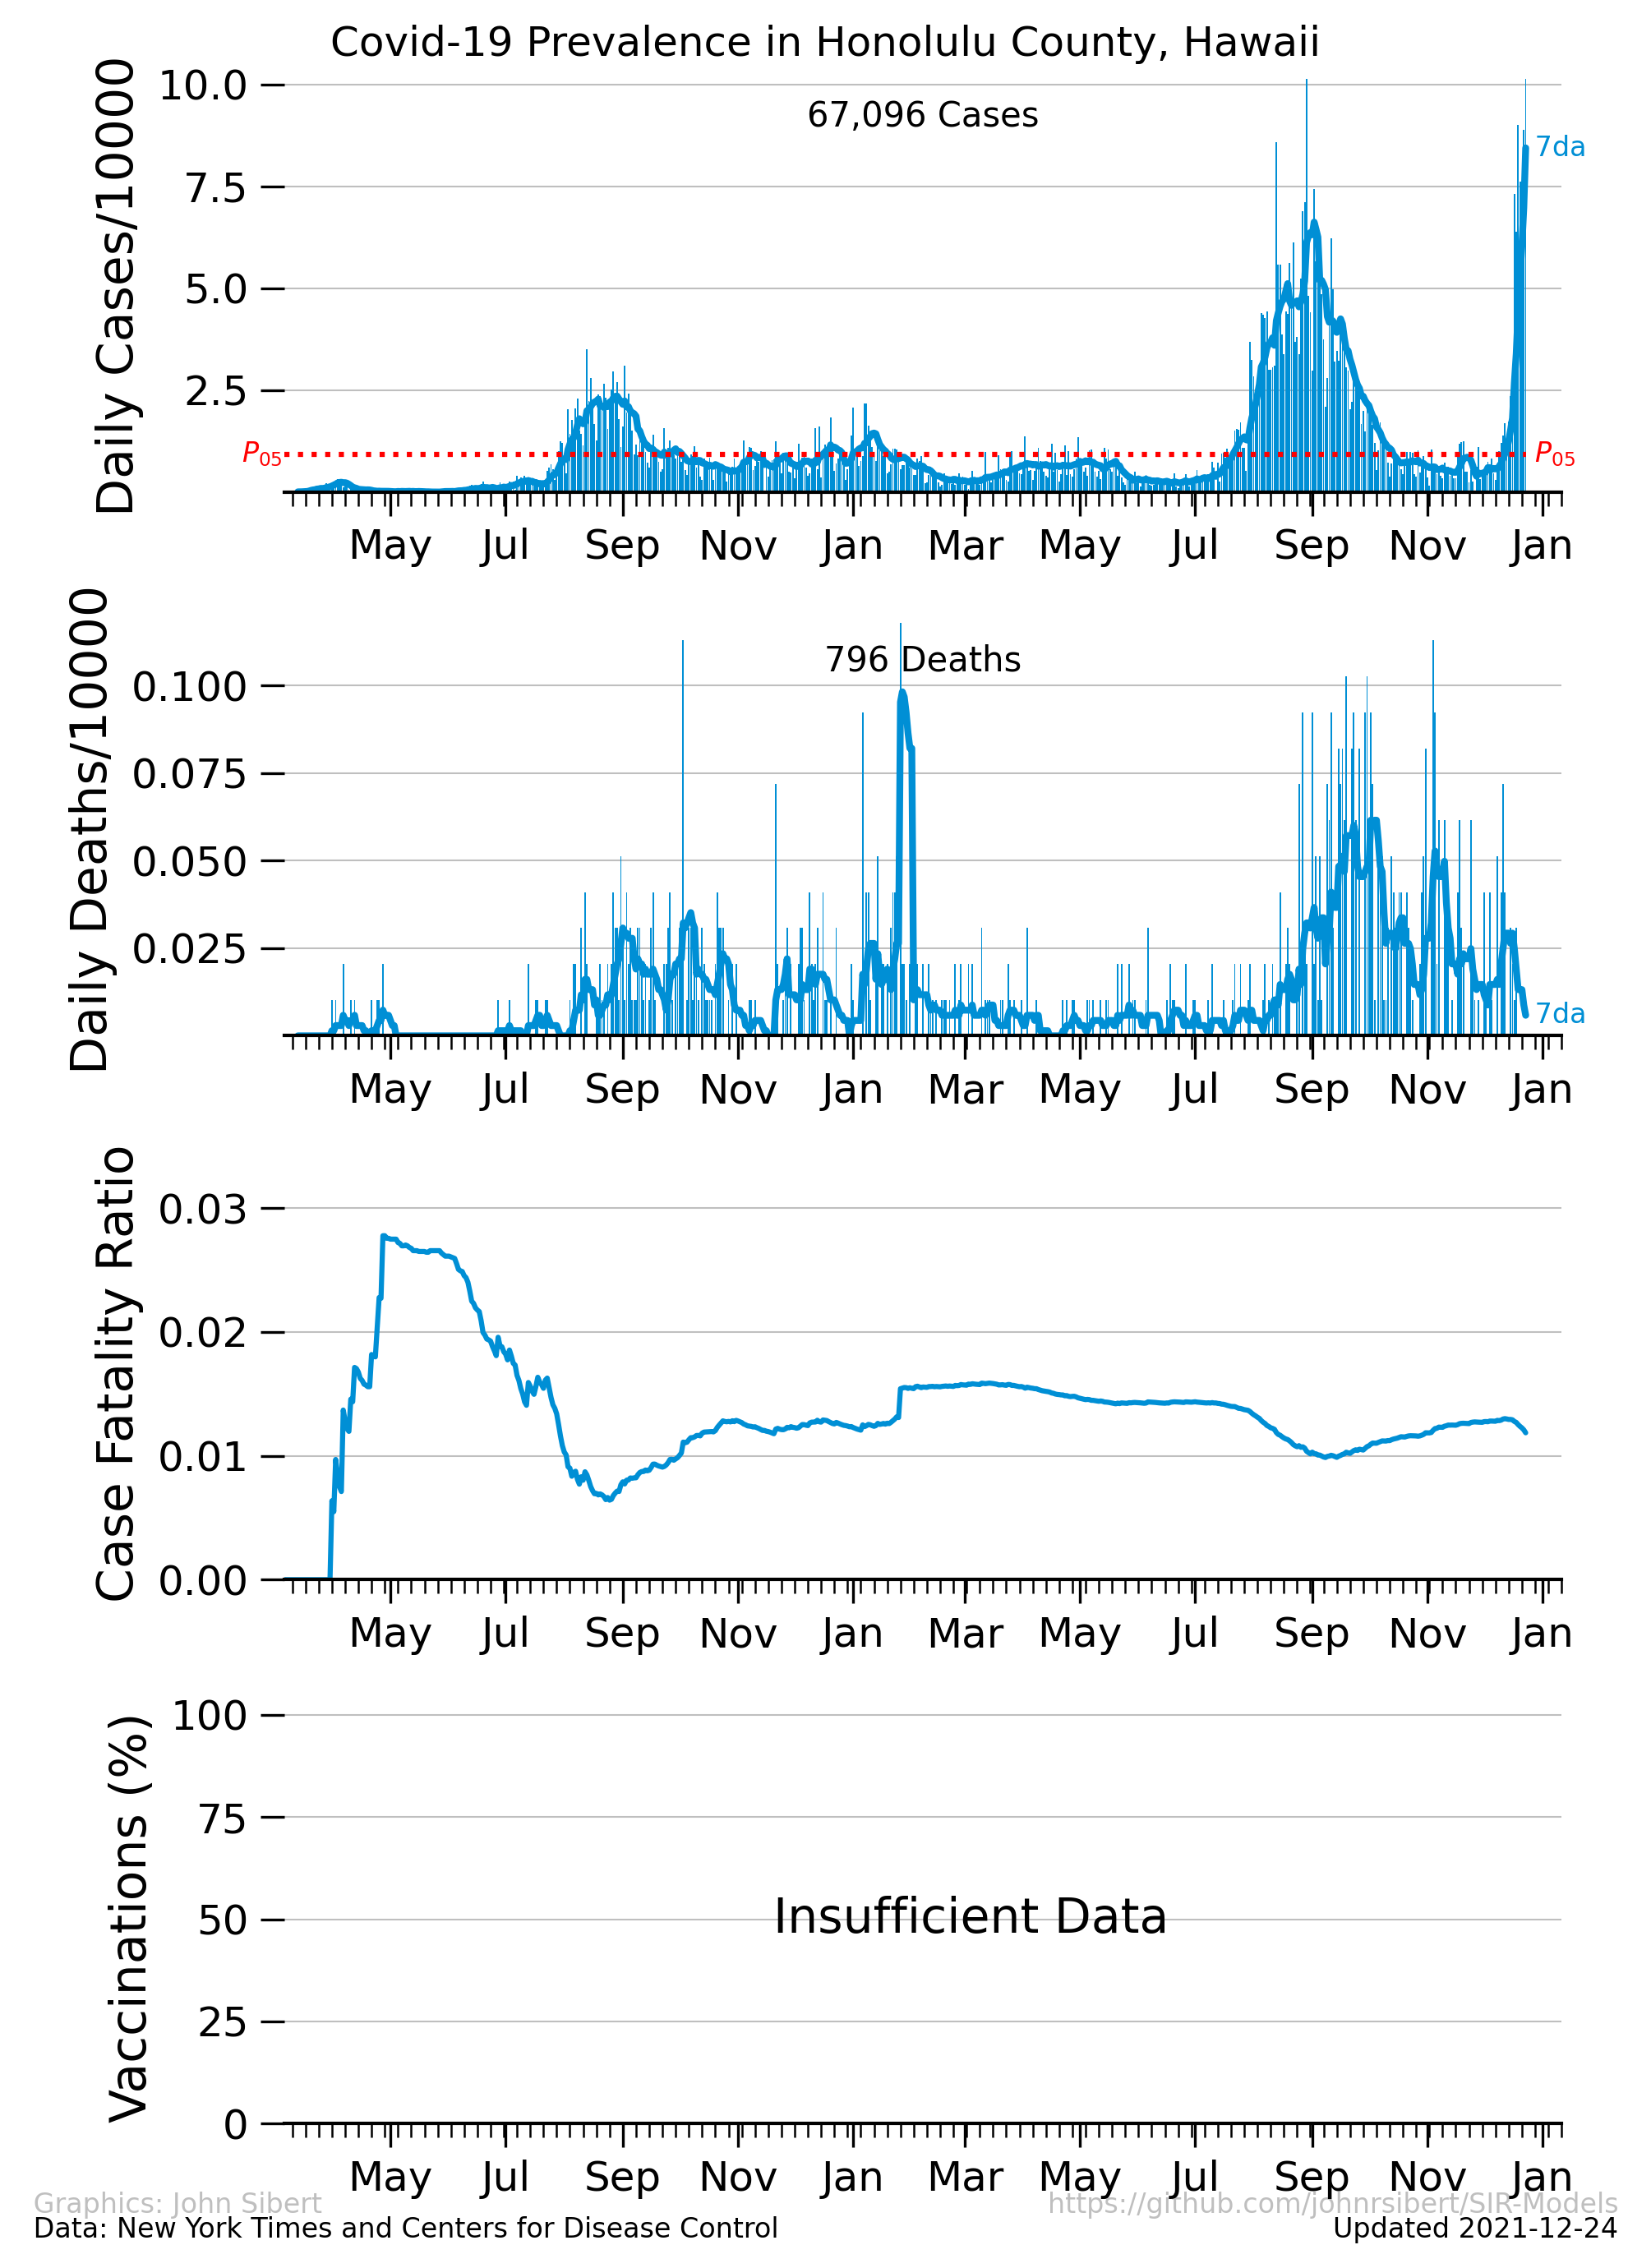 Covid-19 Prevalence in Honolulu County, Hawaii
Daily Cases/10000
10.0
7.5
5.0
2.5
67,096 Cases
7da
P05
P05
May Jul Sep Nov Jan Mar May Jul Sep Nov Jan
Daily Deaths/10000
0.100
0.075
0.050
0.025
796 Deaths
7da
May Jul Sep Nov Jan Mar May Jul Sep Nov Jan
Case Fatality Ratio
0.03
0.02
0.01
0.00
May Jul Sep Nov Jan Mar May Jul Sep Nov Jan
Vaccinations (%)
100
75
50
25
0
Insufficient Data
May Jul Sep Nov Jan Mar May Jul Sep Nov Jan
Graphics: John Sibert https://github.com/johnrsibert/SIR-Models
Data: New York Times and Centers for Disease Control Updated 2021-12-24